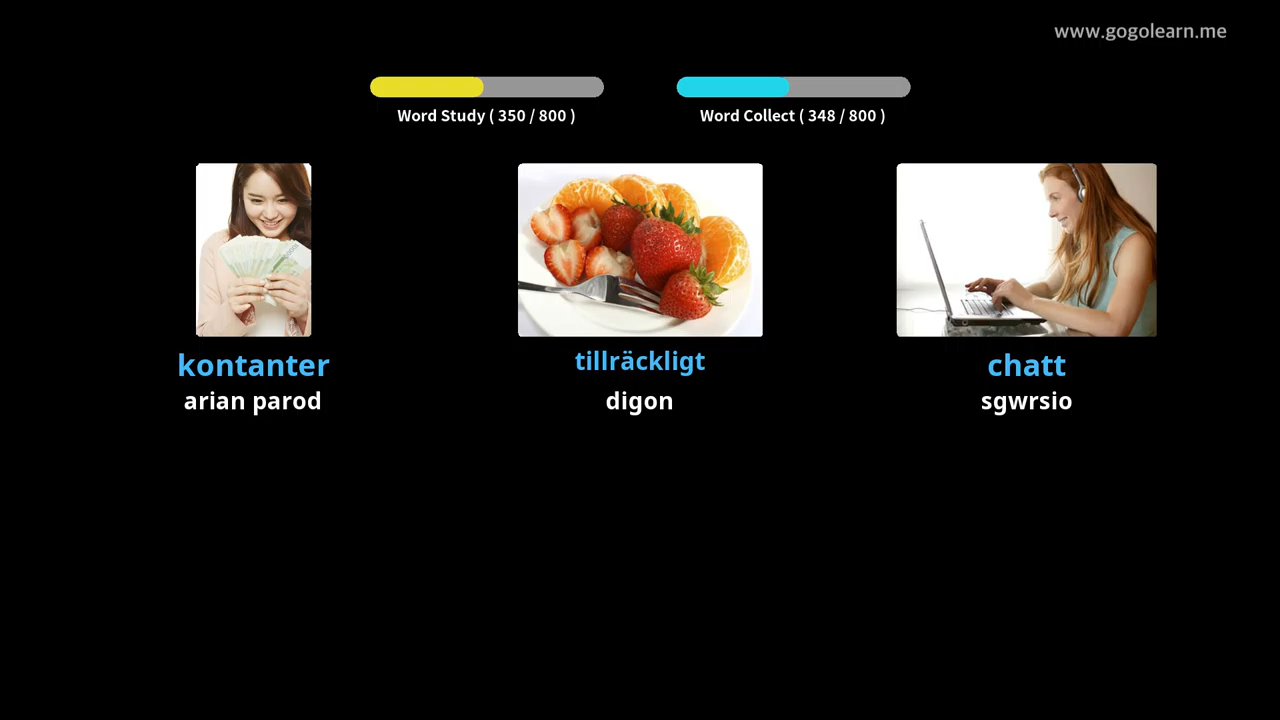 www.gogolearn.me
Word Study ( 350 / 800 )
Word Collect ( 348 / 800 )
kontanter
arian parod
tillräckligt
digon
chatt
sgwrsio